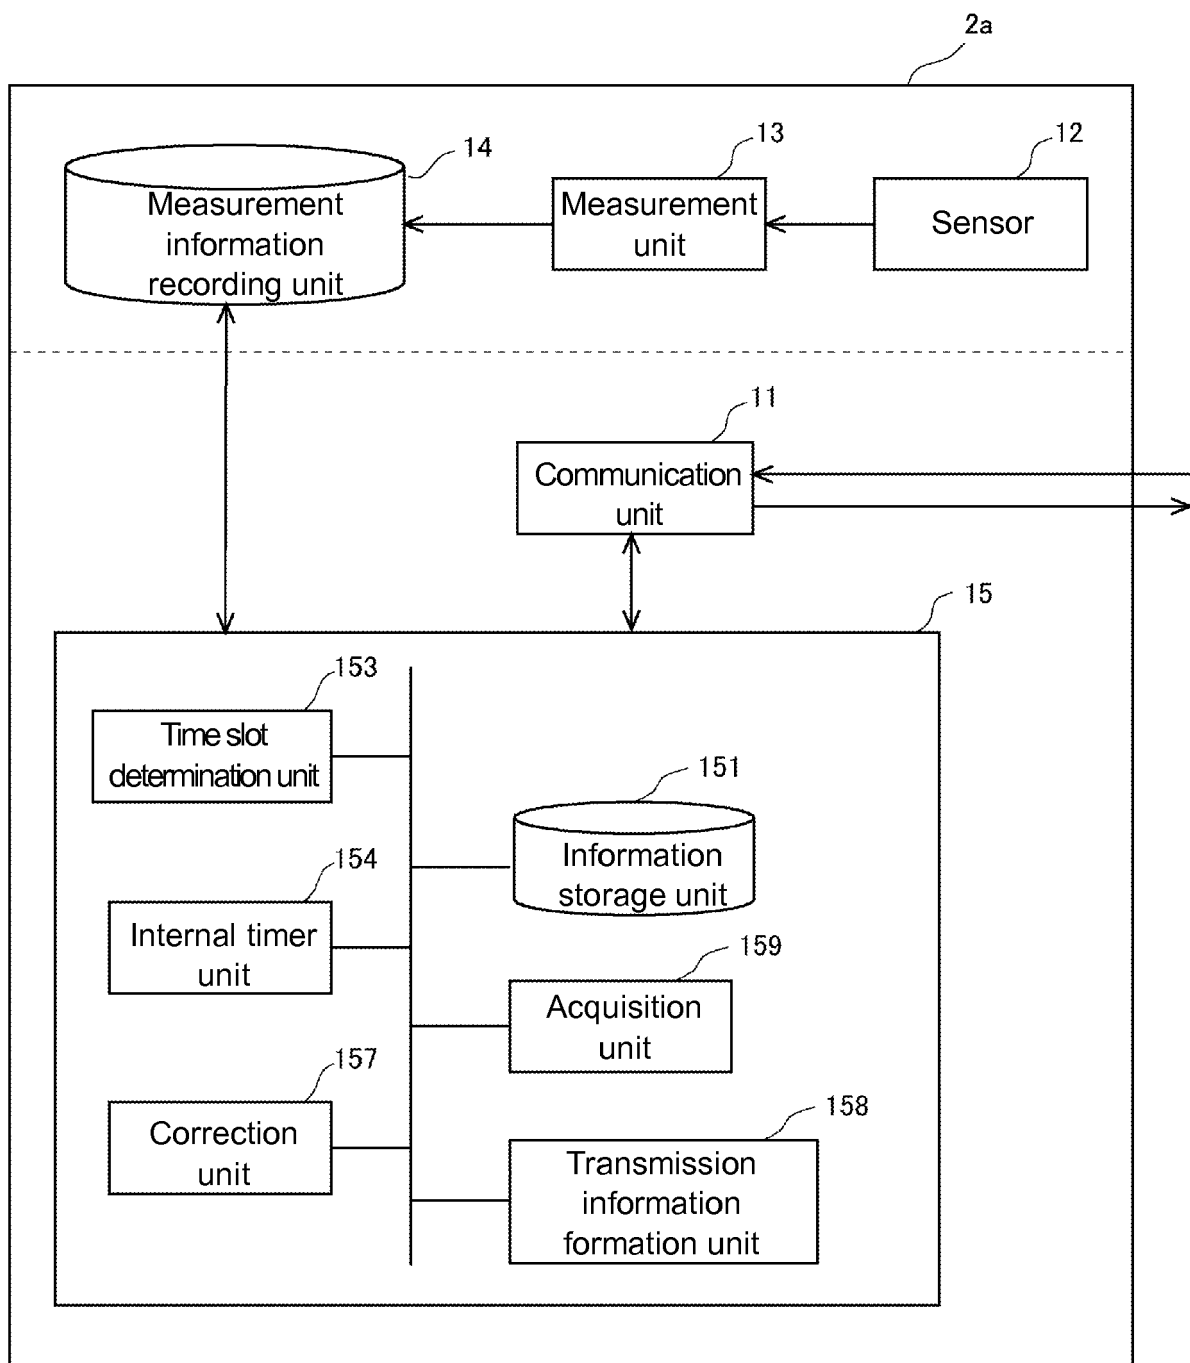 2a
14
13
12
Measurement
information
recording unit
Measurement
unit
Sensor
11
Communication
unit
15
153
Time slot
determination unit
151
Information
storage unit
154
Internal timer
unit
159
Acquisition
unit
157
Correction
unit
158
Transmission
information
formation unit